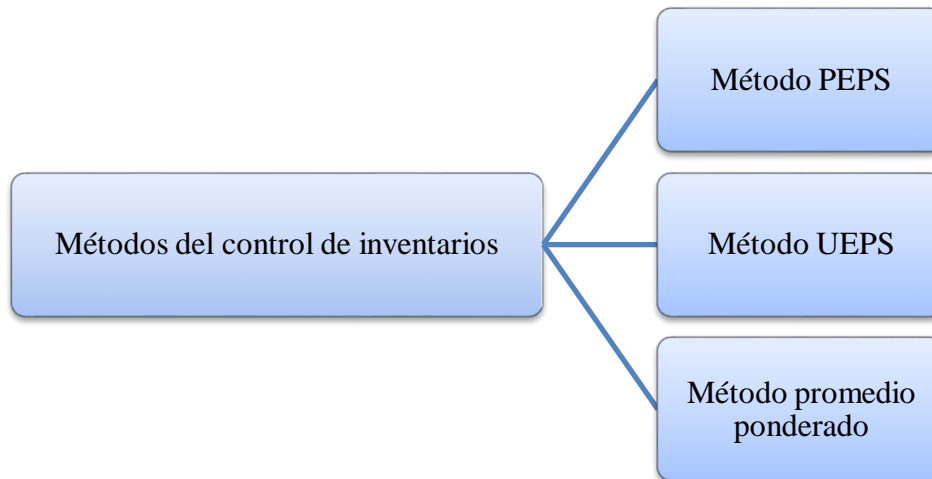 Método PEPS
Métodos del control de inventarios
Método UEPS
Método promedio
ponderado